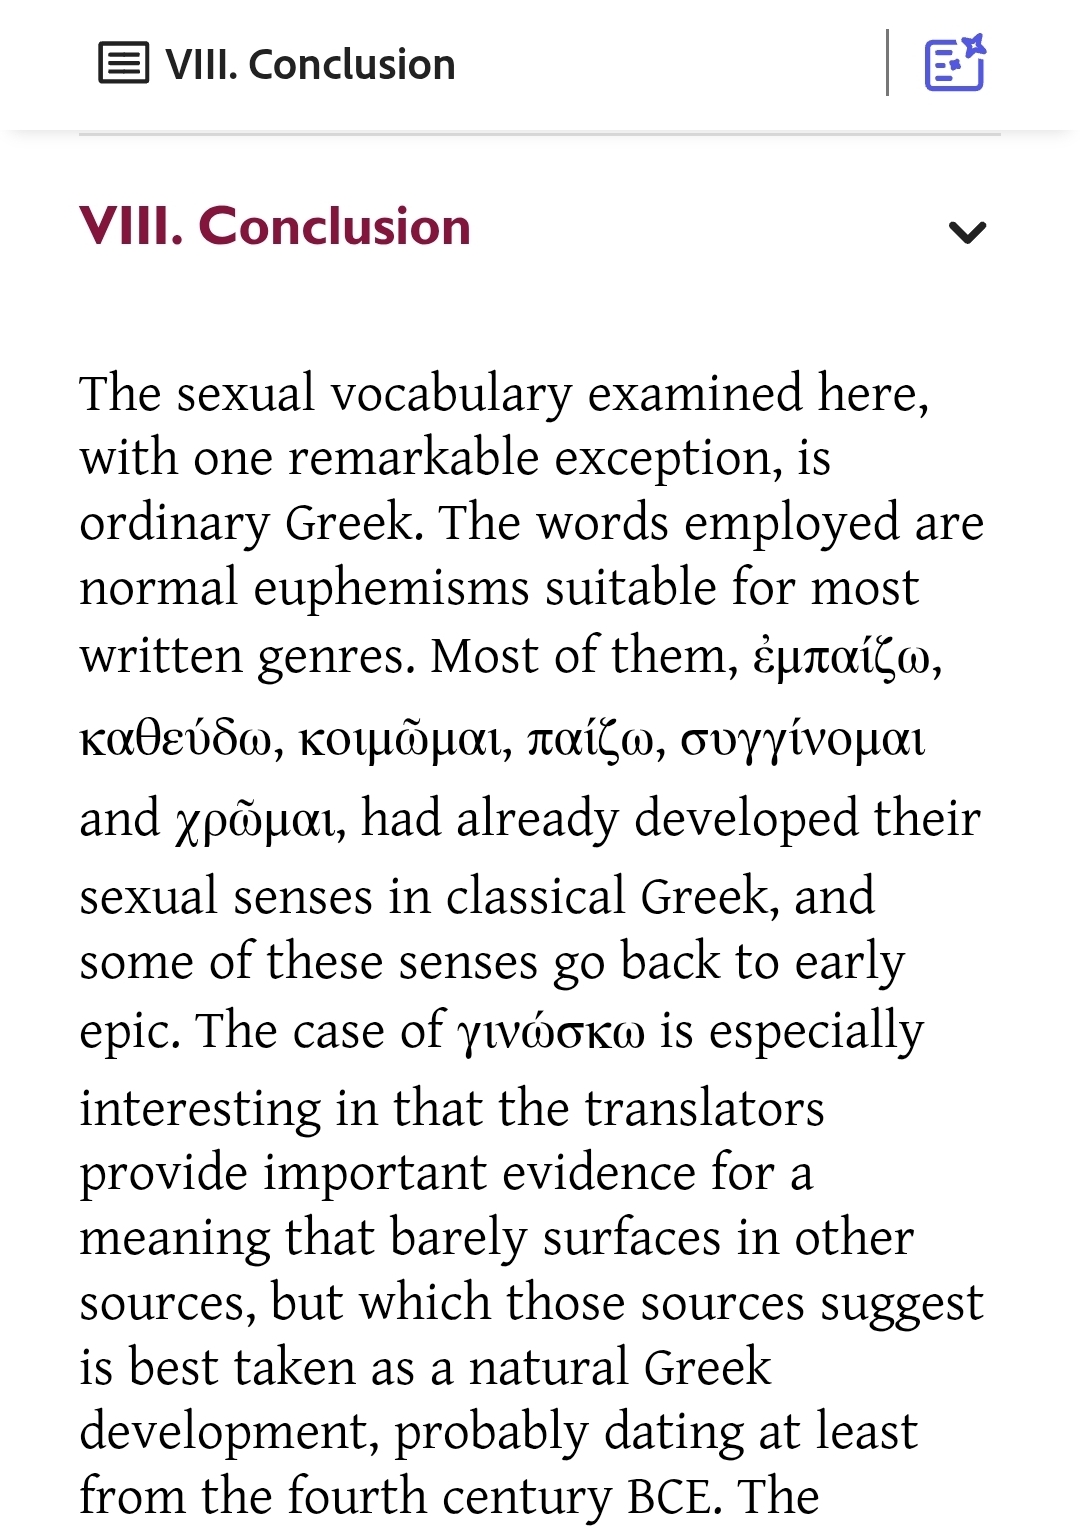 VIII. Conclusion
VIII. Conclusion
The sexual vocabulary examined here,
with one remarkable exception, is
ordinary Greek. The words employed are
normal euphemisms suitable for most
written genres. Most of them, ἐμπαίζω,
καθεύδω, κοιμῶμαι, παίζω, συγγίνομαι
and χρῶμαι, had already developed their
sexual senses in classical Greek, and
some of these senses go back to early
epic. The case of γινώσκω is especially
interesting in that the translators
provide important evidence for a
meaning that barely surfaces in other
sources, but which those sources suggest
is best taken as a natural Greek
development, probably dating at least
from the fourth century BCE. The